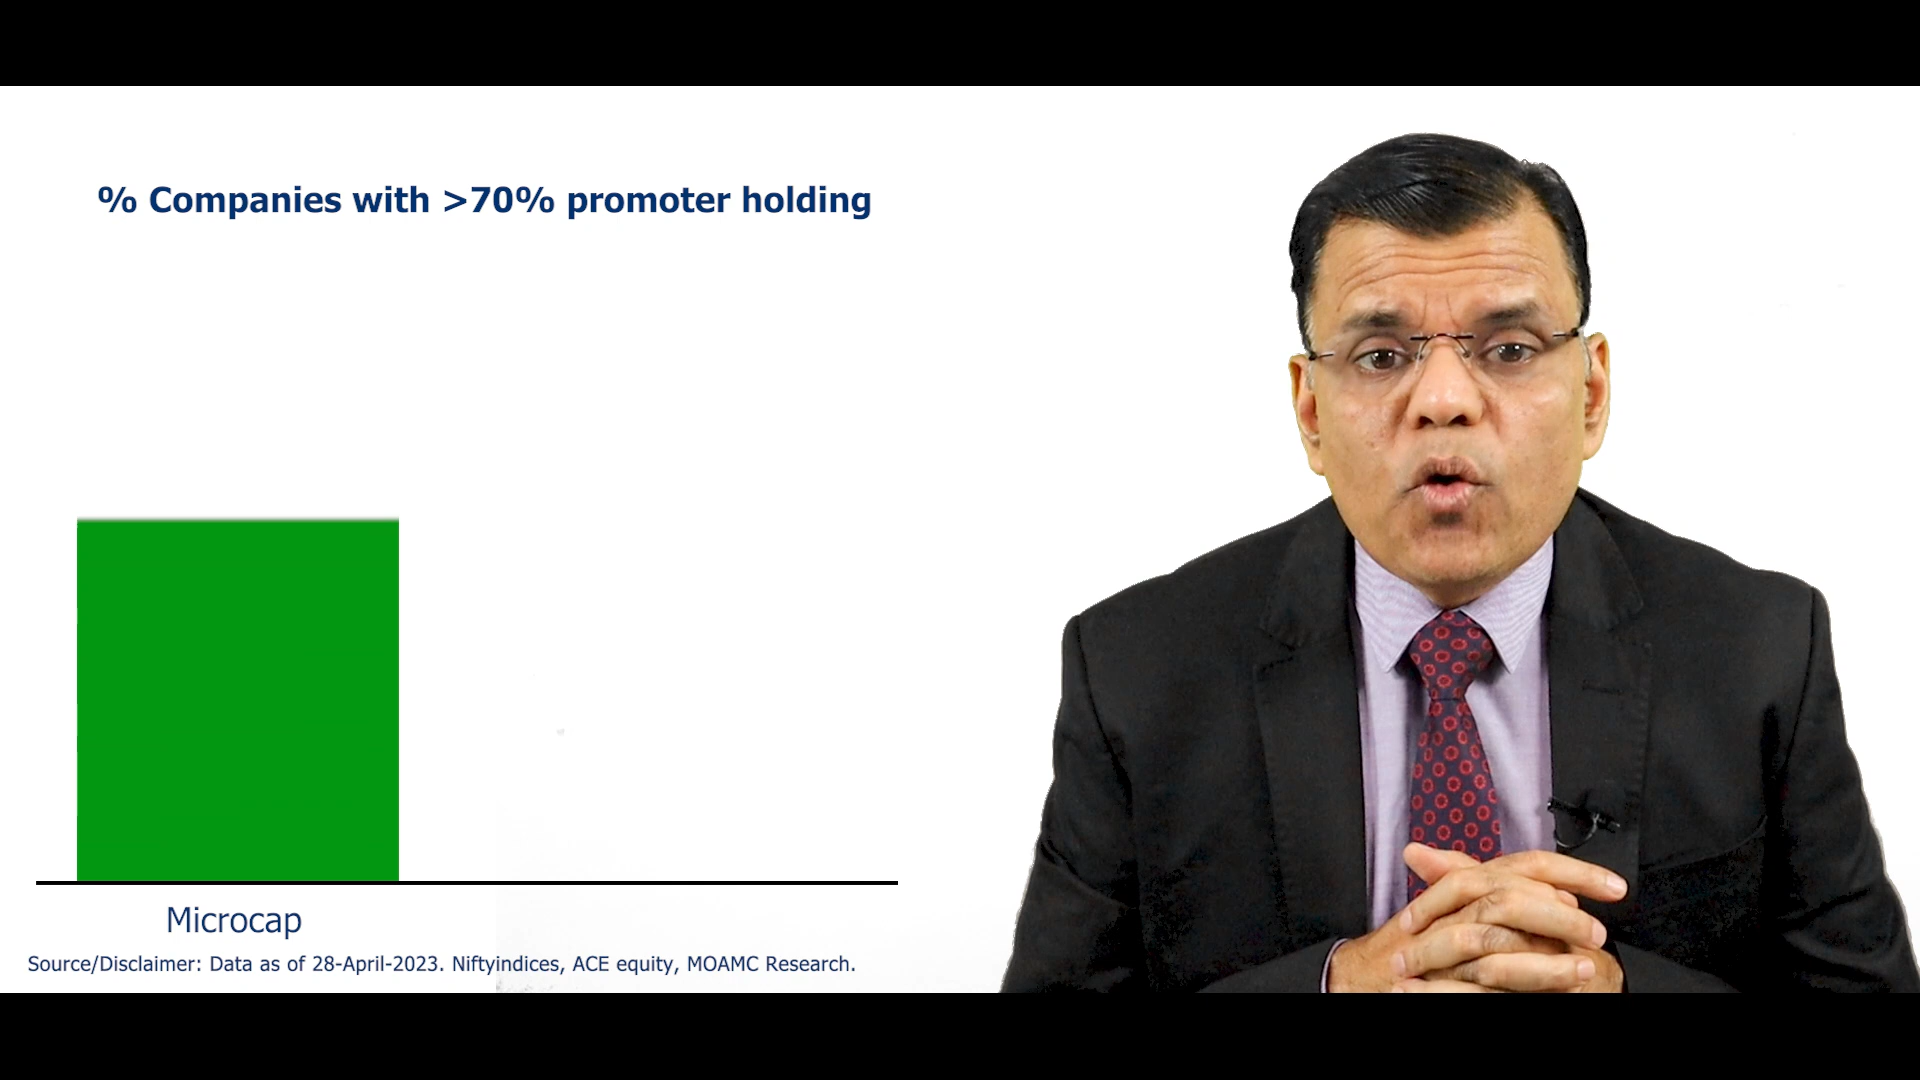 % Companies with >70% promoter holding
Microcap
Source/Disclaimer: Data as of 28-April-2023. Niftyindices, ACE equity, MOAMC Research.